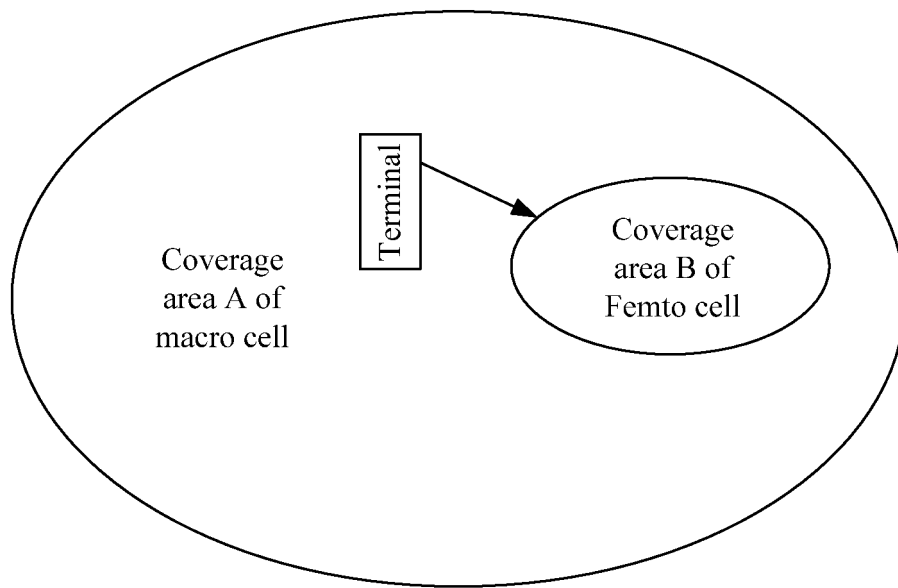 Terminal
Coverage
area A of
macro cell
Coverage
area B of
Femto cell